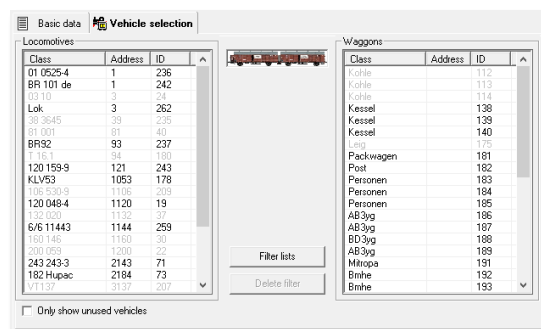 Basic data Vehicle selection
Locomotives
Class Address ID
01 0525-4 1 236
BR 101 de 1 242
03 10 3 24
Lok 3 262
38 3645 39 235
81 001 81 40
BR92 93 237
T 16.1 94 180
120 159-9 121 243
KLV53 1053 178
106 530-9 1106 209
120 048-4 1120 19
132 020 1132 37
6/6 11443 1144 259
160 146 1160 30
200 059 1200 22
243 243-3 2143 71
182 Hupac 2184 73
VT137 3137 207
Filter lists
Delete filter
Waggons
Class Address ID
Kohle 112
Kohle 113
Kohle 114
Kessel 138
Kessel 139
Kessel 140
Leig 175
Packwagen 181
Post 182
Personen 183
Personen 184
Personen 185
AB3yg 186
AB3yg 187
BD3yg 188
AB3yg 189
Mitropa 191
Bmhe 192
Bmhe 193
Only show unused vehicles